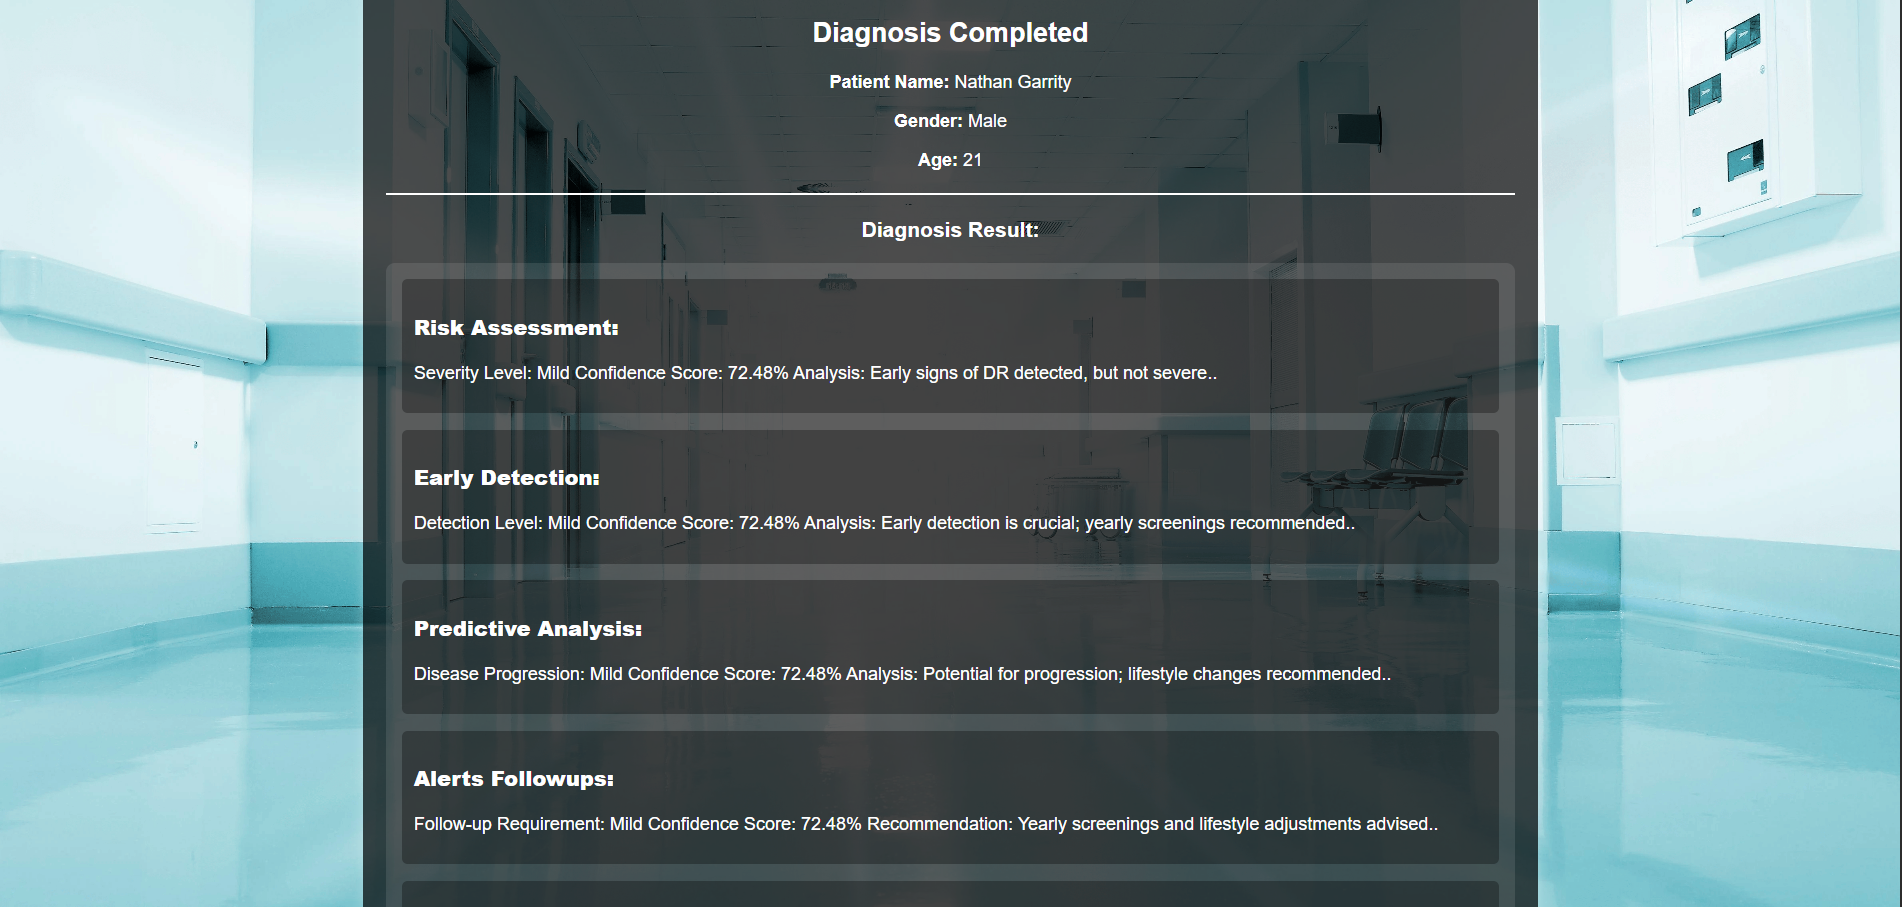 Diagnosis Completed
Patient Name: Nathan Garrity
Gender: Male
Age: 21
Diagnosis Result:
Risk Assessment:
Severity Level: Mild Confidence Score: 72.48% Analysis: Early signs of DR detected, but not severe..
Early Detection:
Detection Level: Mild Confidence Score: 72.48% Analysis: Early detection is crucial; yearly screenings recommended..
Predictive Analysis:
Disease Progression: Mild Confidence Score: 72.48% Analysis: Potential for progression; lifestyle changes recommended..
Alerts Followups:
Follow-up Requirement: Mild Confidence Score: 72.48% Recommendation: Yearly screenings and lifestyle adjustments advised..